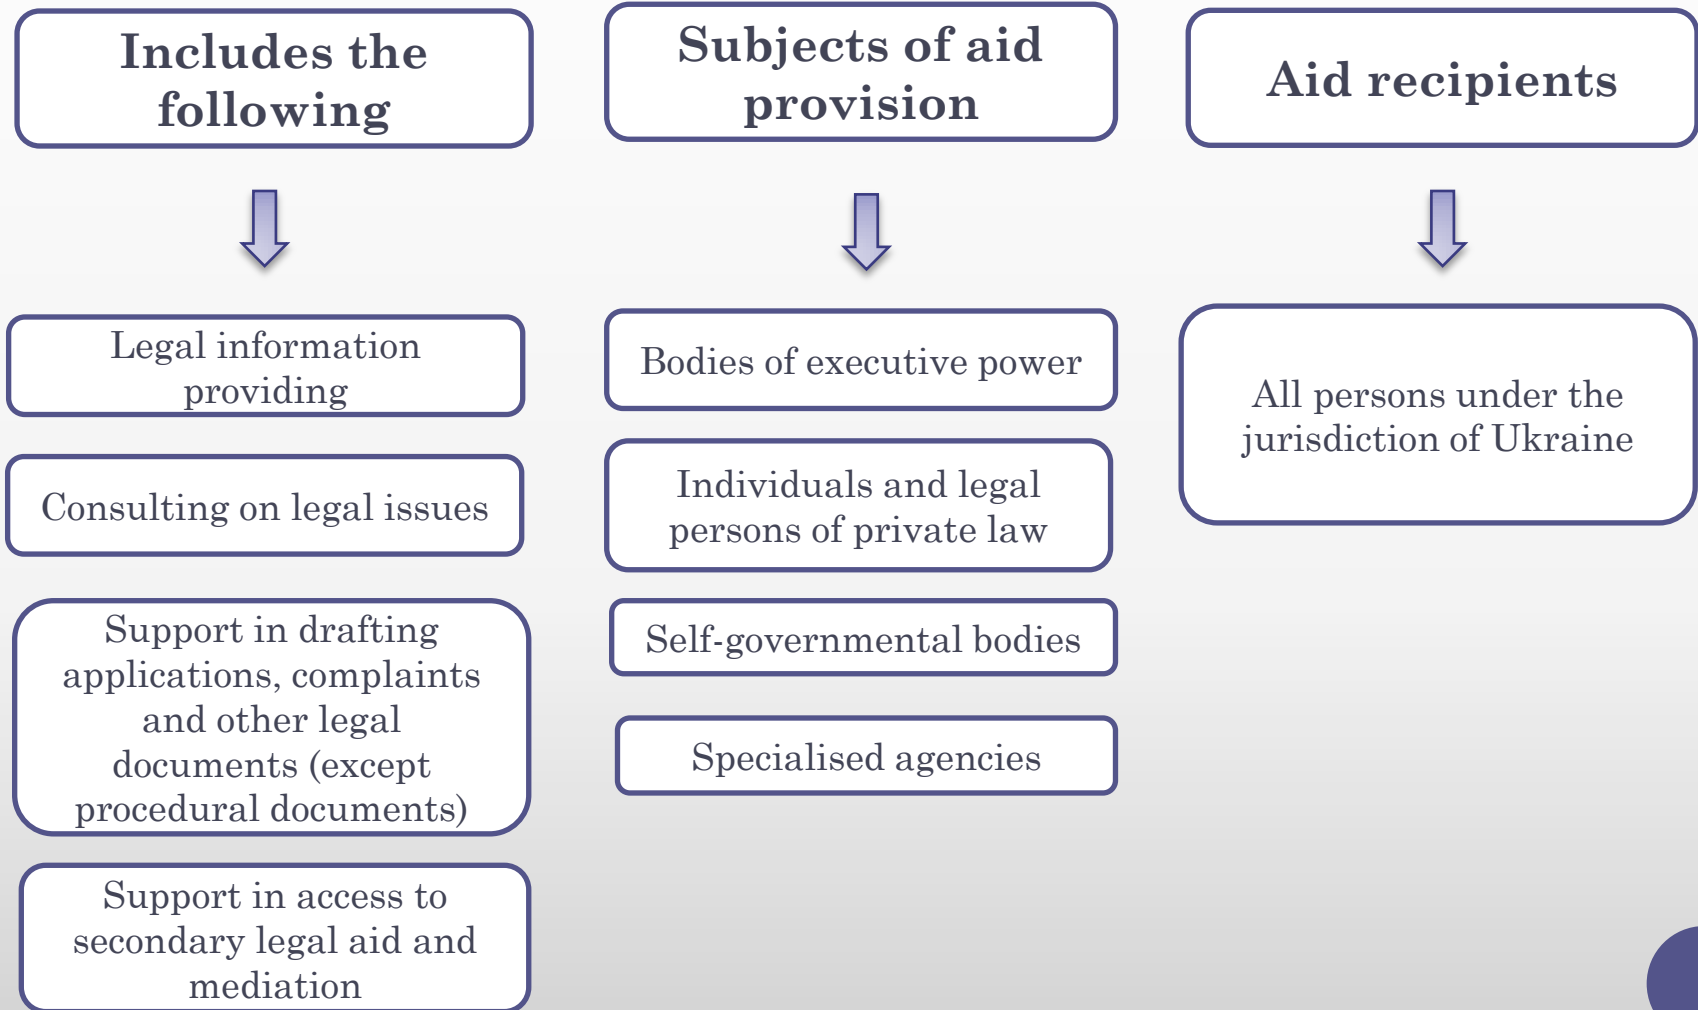 Includes the
following
Subjects of aid
provision
Aid recipients
Legal information
providing
Consulting on legal issues
Support in drafting
applications, complaints
and other legal
documents (except
procedural documents)
Support in access to
secondary legal aid and
mediation
Bodies of executive power
Individuals and legal
persons of private law
Self-governmental bodies
Specialised agencies
All persons under the
jurisdiction of Ukraine